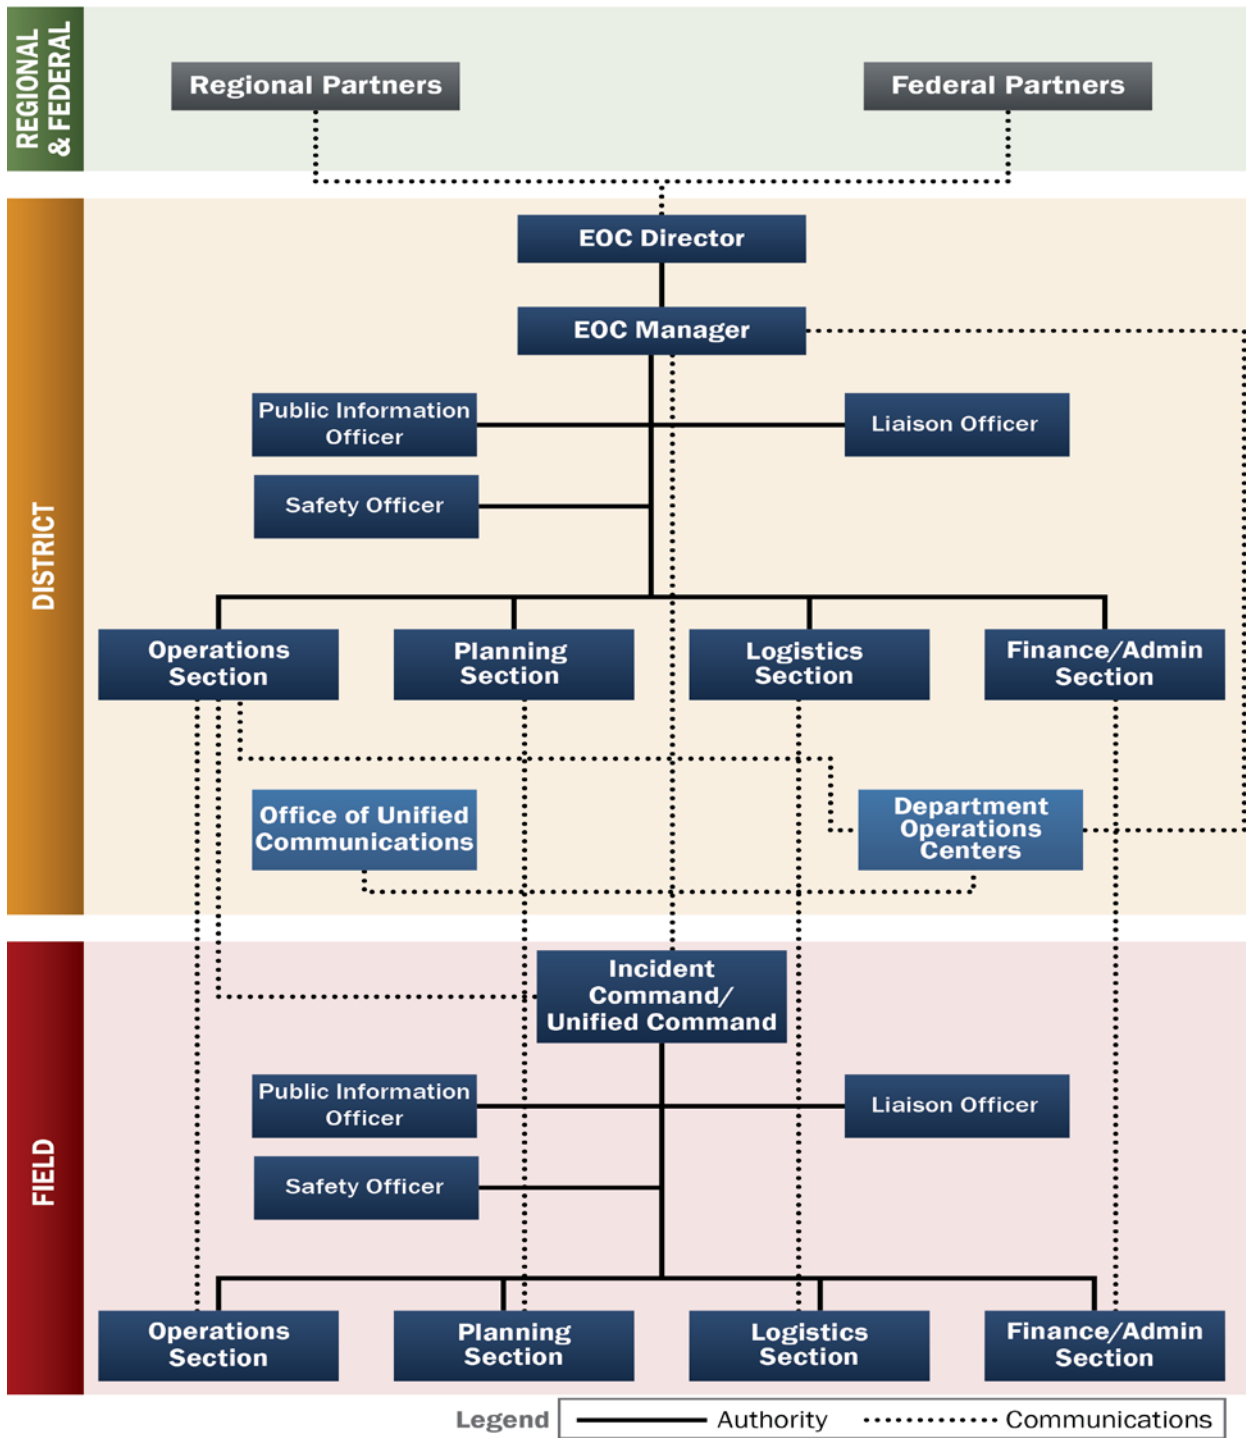 REGIONAL
& FEDERAL
Regional Partners
Federal Partners
DISTRICT
EOC Director
EOC Manager
Public Information
Officer
Liaison Officer
Safety Officer
Operations
Section
Planning
Section
Logistics
Section
Finance/Admin
Section
Office of Unified
Communications
Department
Operations
Centers
FIELD
Incident
Command/
Unified Command
Public Information
Officer
Liaison Officer
Safety Officer
Operations
Section
Planning
Section
Logistics
Section
Finance/Admin
Section
Legend
Authority
Communications